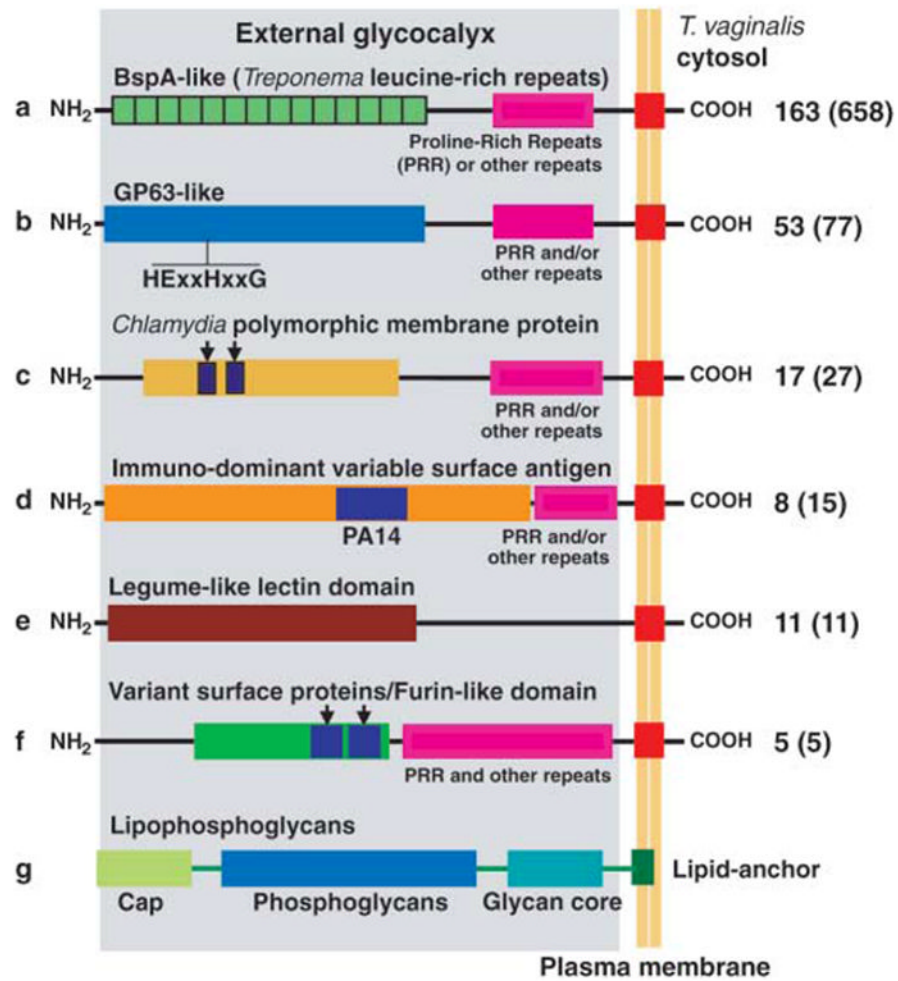 External glycocalyx
T. vaginalis
cytosol
BspA-like (Treponema leucine-rich repeats)
a NH2 COOH 163 (658)
Proline-Rich Repeats
(PRR) or other repeats
GP63-like
b NH2 COOH 53 (77)
PRR and/or
other repeats
HExxHxxG
Chlamydia polymorphic membrane protein
c NH2 COOH 17 (27)
PRR and/or
other repeats
Immuno-dominant variable surface antigen
d NH2 COOH 8 (15)
PA14
PRR and/or
other repeats
Legume-like lectin domain
e NH2 COOH 11 (11)
Variant surface proteins/Furin-like domain
f NH2 COOH 5 (5)
PRR and other repeats
Lipophosphoglycans
g Lipid-anchor
Cap Phosphoglycans Glycan core
Plasma membrane